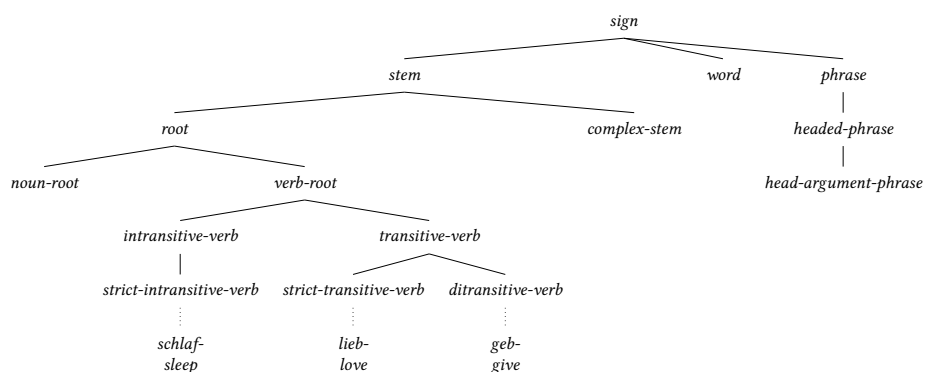 sign
stem word phrase
root complex-stem headed-phrase
noun-root verb-root head-argument-phrase
intransitive-verb transitive-verb
strict-intransitive-verb strict-transitive-verb ditransitive-verb
schlaf- lieb- geb-
sleep love give